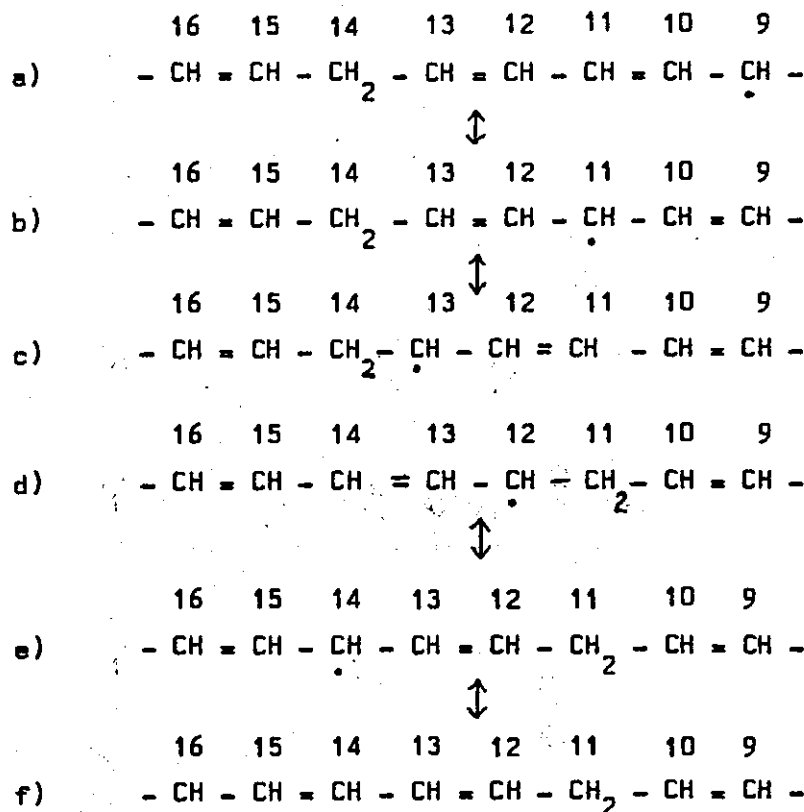 16 15 14 13 12 11 10 9
a) - CH = CH - CH2 - CH = CH - CH = CH - CH -
↕
16 15 14 13 12 11 10 9
b) - CH = CH - CH2 - CH = CH - CH - CH = CH -
↕
16 15 14 13 12 11 10 9
c) - CH = CH - CH2 - CH - CH = CH - CH = CH -
16 15 14 13 12 11 10 9
d) - CH = CH - CH = CH - CH - CH2 - CH = CH -
↕
16 15 14 13 12 11 10 9
e) - CH = CH - CH - CH = CH - CH2 - CH = CH -
↕
16 15 14 13 12 11 10 9
f) - CH - CH = CH - CH = CH - CH2 - CH = CH -